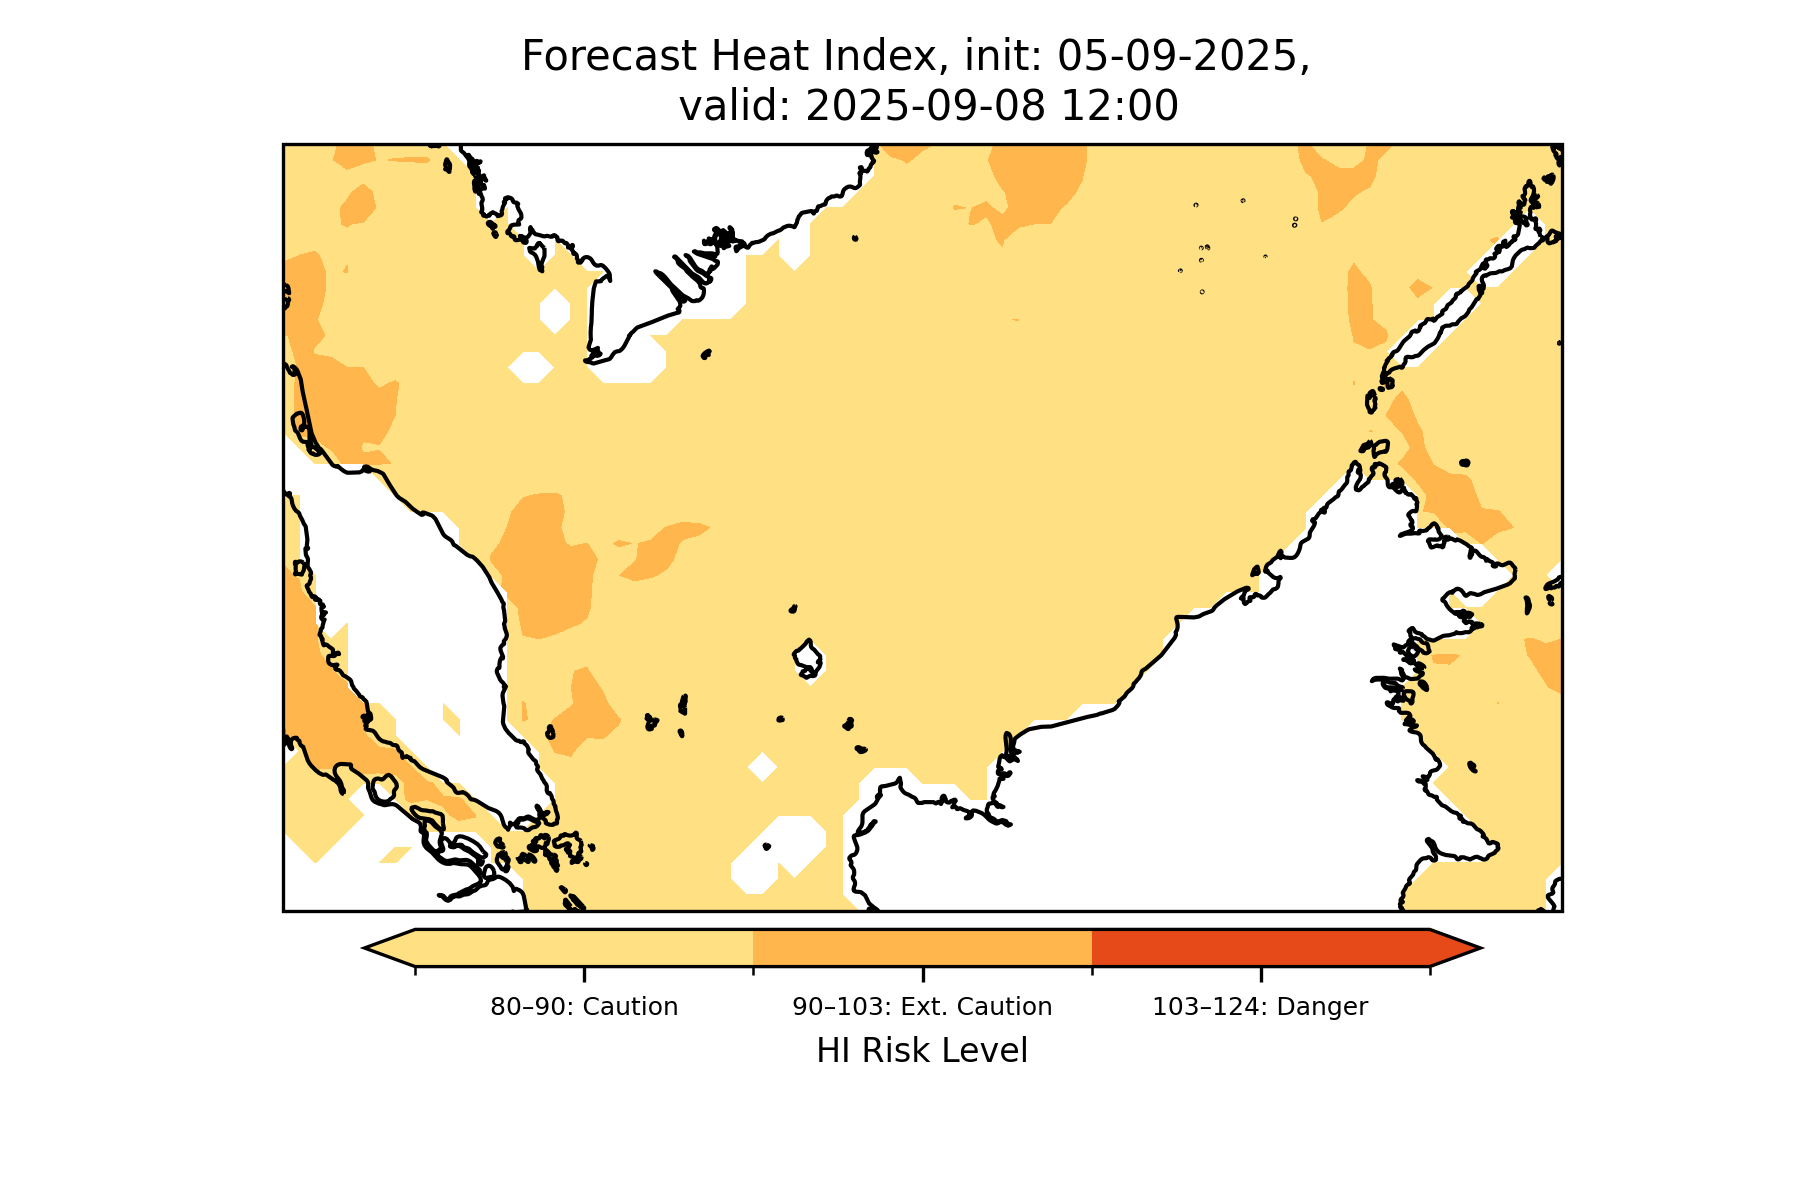 Forecast Heat Index, init: 05-09-2025,
valid: 2025-09-08 12:00
80–90: Caution
90–103: Ext. Caution
103–124: Danger
HI Risk Level